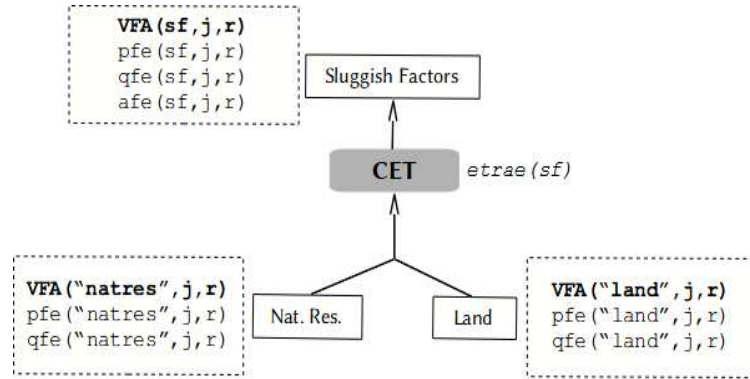 VFA(sf,j,r)
pfe(sf,j,r)
qfe(sf,j,r)
afe(sf,j,r)
Sluggish Factors
CET
etrae(sf)
VFA(“natres”,j,r)
pfe(“natres”,j,r)
qfe(“natres”,j,r)
Nat. Res.
Land
VFA(“land”,j,r)
pfe(“land”,j,r)
qfe(“land”,j,r)